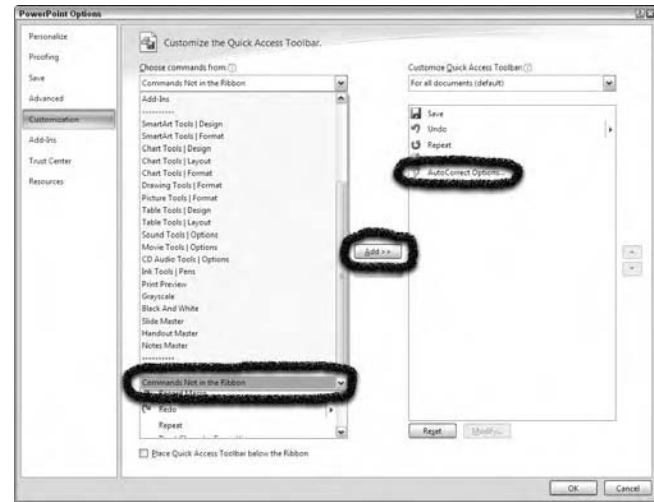 PowerPoint Options
Personalize
Proofing
Save
Advanced
Customization
Add-Ins
Trust Center
Resources
Customize the Quick Access Toolbar.
Choose commands from:
Commands Not in the Ribbon
Add-Ins
----------
SmartArt Tools | Design
SmartArt Tools | Format
Chart Tools | Design
Chart Tools | Layout
Chart Tools | Format
Drawing Tools | Format
Picture Tools | Format
Table Tools | Design
Table Tools | Layout
Sound Tools | Options
Movie Tools | Options
CD Audio Tools | Options
Ink Tools | Pens
Print Preview
Grayscale
Black And White
Slide Master
Handout Master
Notes Master
----------
Commands Not in the Ribbon
Record Macro
Redo
Repeat
Place Quick Access Toolbar below the Ribbon
Add >>
Customize Quick Access Toolbar:
For all documents (default)
Save
Undo
Repeat
AutoCorrect Options...
Reset
Modify...
OK
Cancel